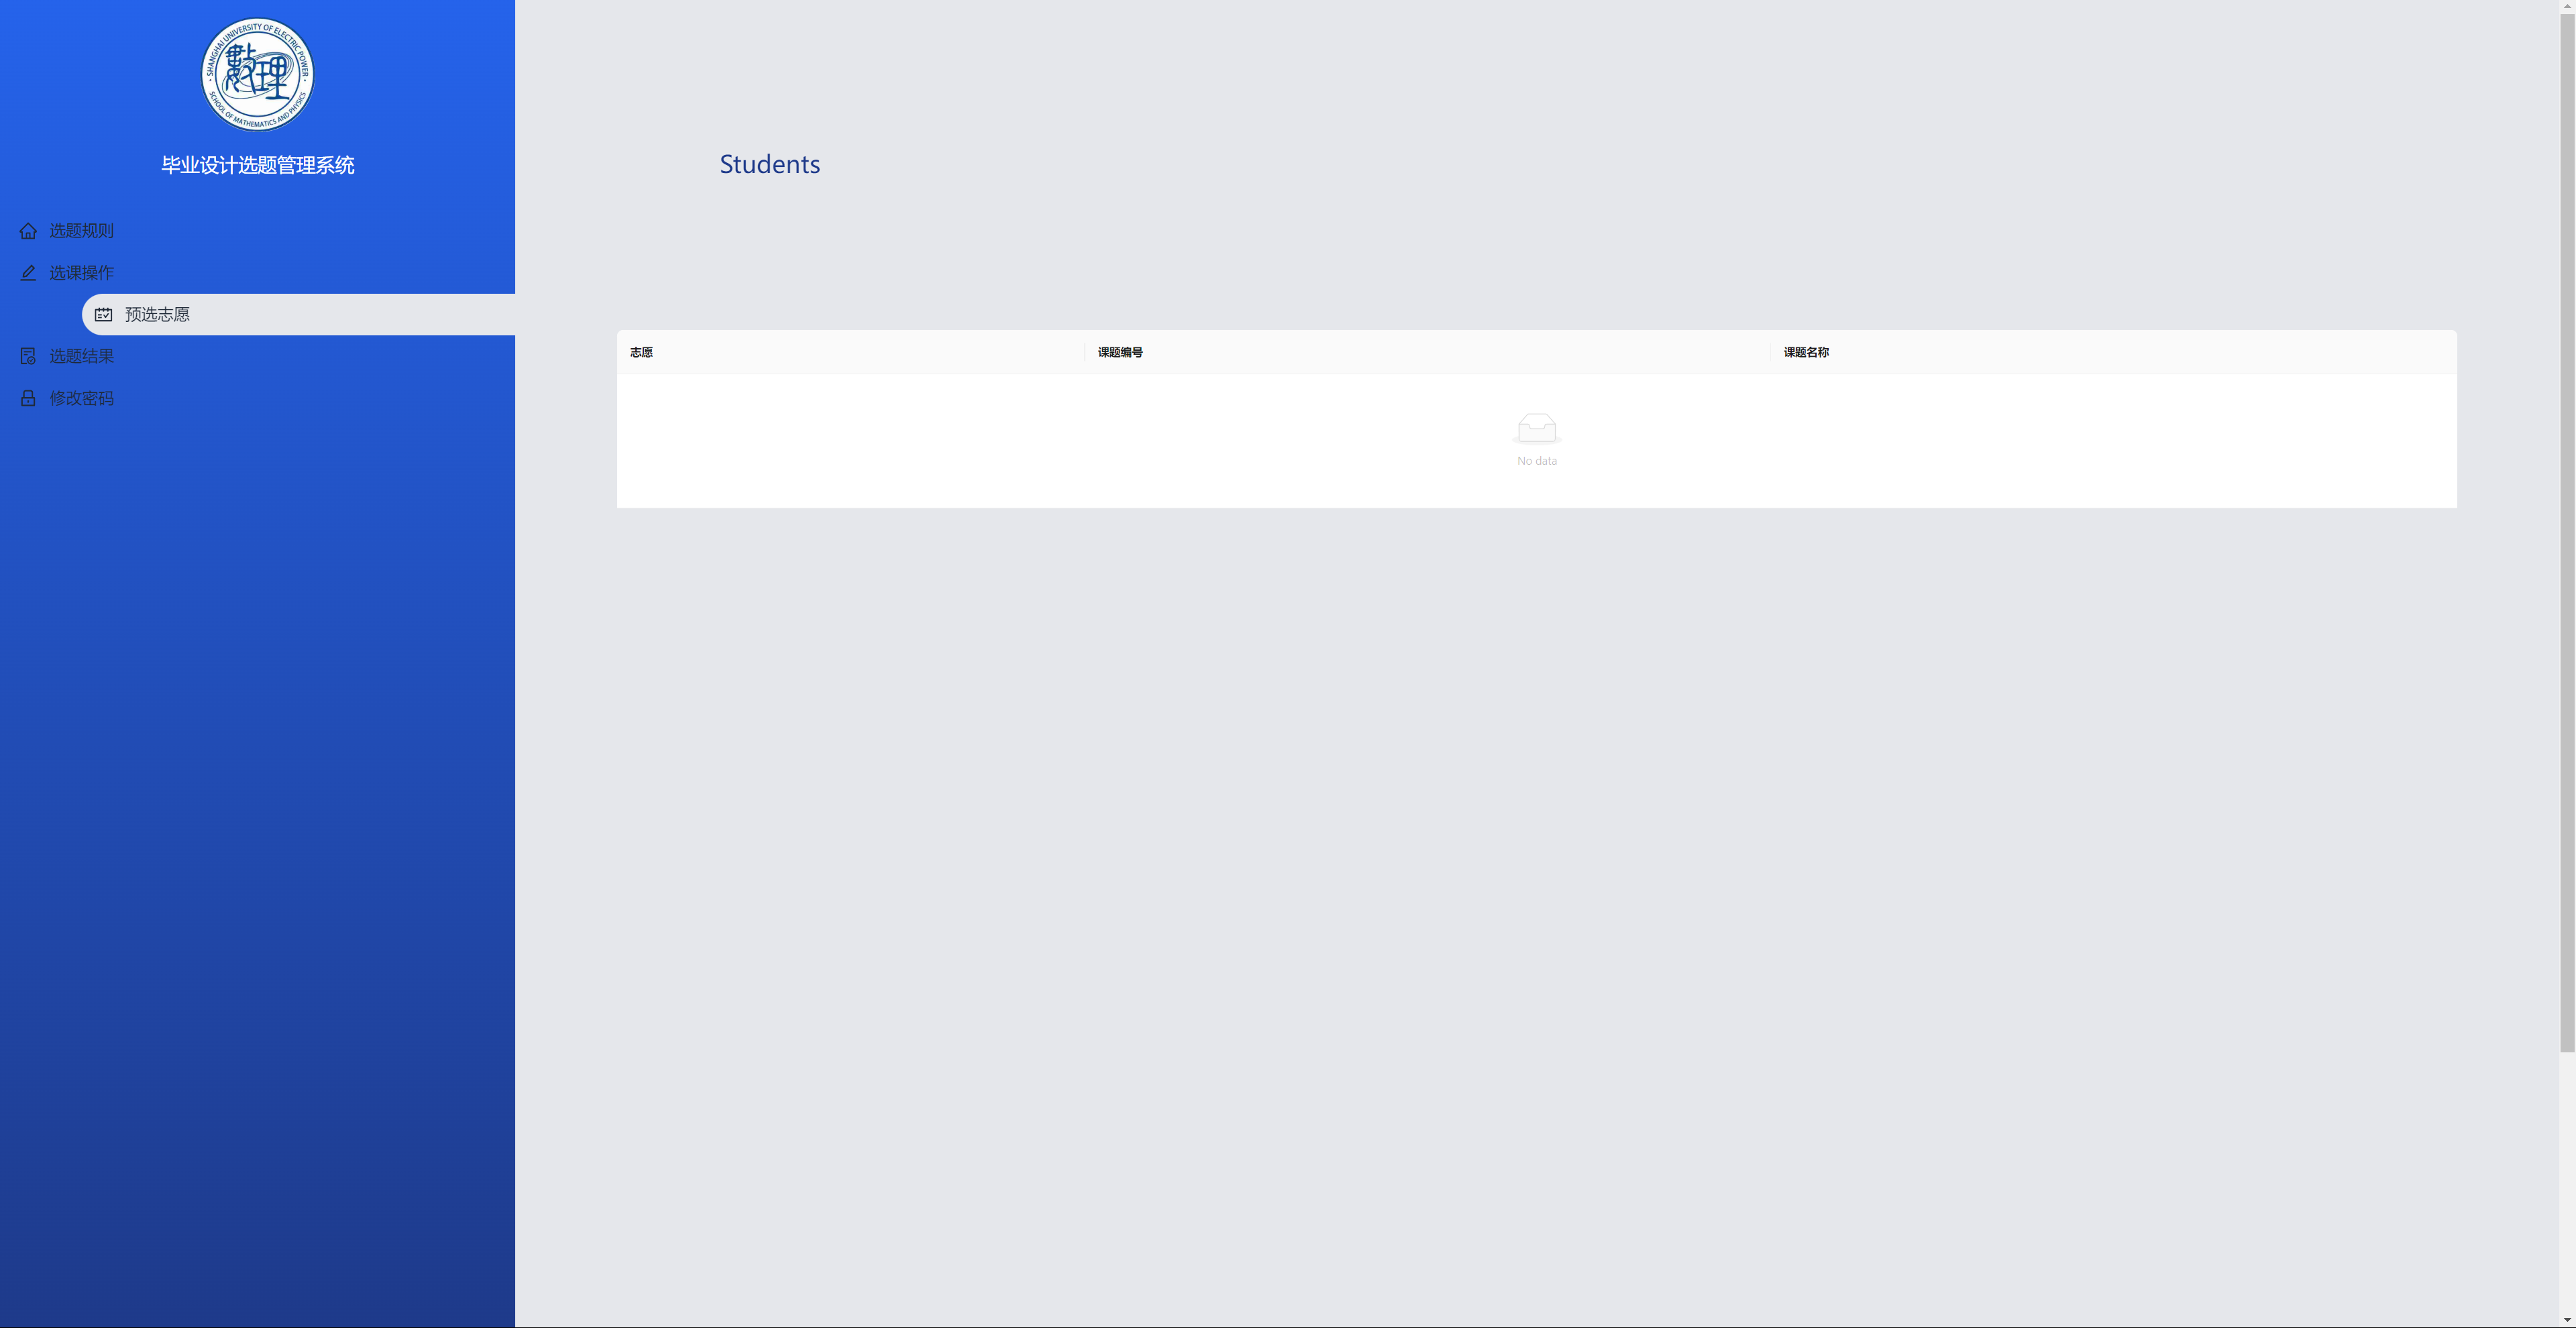 SHANGHAI UNIVERSITY OF ELECTRIC POWER
數理
SCHOOL OF MATHEMATICS AND PHYSICS
毕业设计选题管理系统
选题规则
选课操作
预选志愿
选题结果
修改密码
Students
志愿 课题编号 课题名称
No data